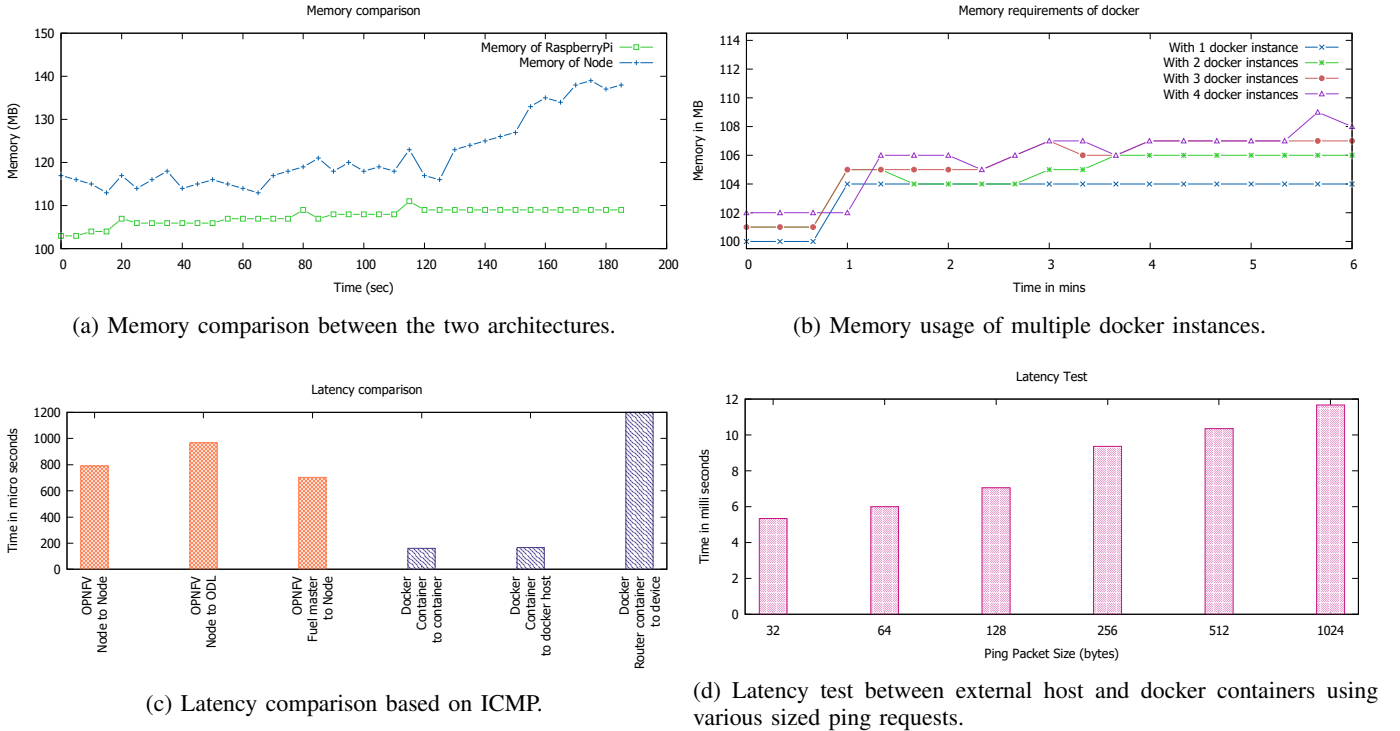 Memory comparison
150
140
130
120
110
100
0 20 40 60 80 100 120 140 160 180 200
Memory (MB)
Time (sec)
Memory of RaspberryPi
Memory of Node
(a) Memory comparison between the two architectures.
Memory requirements of docker
114
112
110
108
106
104
102
100
0 1 2 3 4 5 6
Memory in MB
Time in mins
With 1 docker instance
With 2 docker instances
With 3 docker instances
With 4 docker instances
(b) Memory usage of multiple docker instances.
Latency comparison
1200
1000
800
600
400
200
0
Time in micro seconds
OPNFV
Node to Node
OPNFV
Node to ODL
OPNFV
Fuel master
to Node
Docker
Container
to container
Docker
Container
to docker host
Docker
Router container
to device
(c) Latency comparison based on ICMP.
Latency Test
12
10
8
6
4
2
0
Time in milli seconds
32 64 128 256 512 1024
Ping Packet Size (bytes)
(d) Latency test between external host and docker containers using
various sized ping requests.